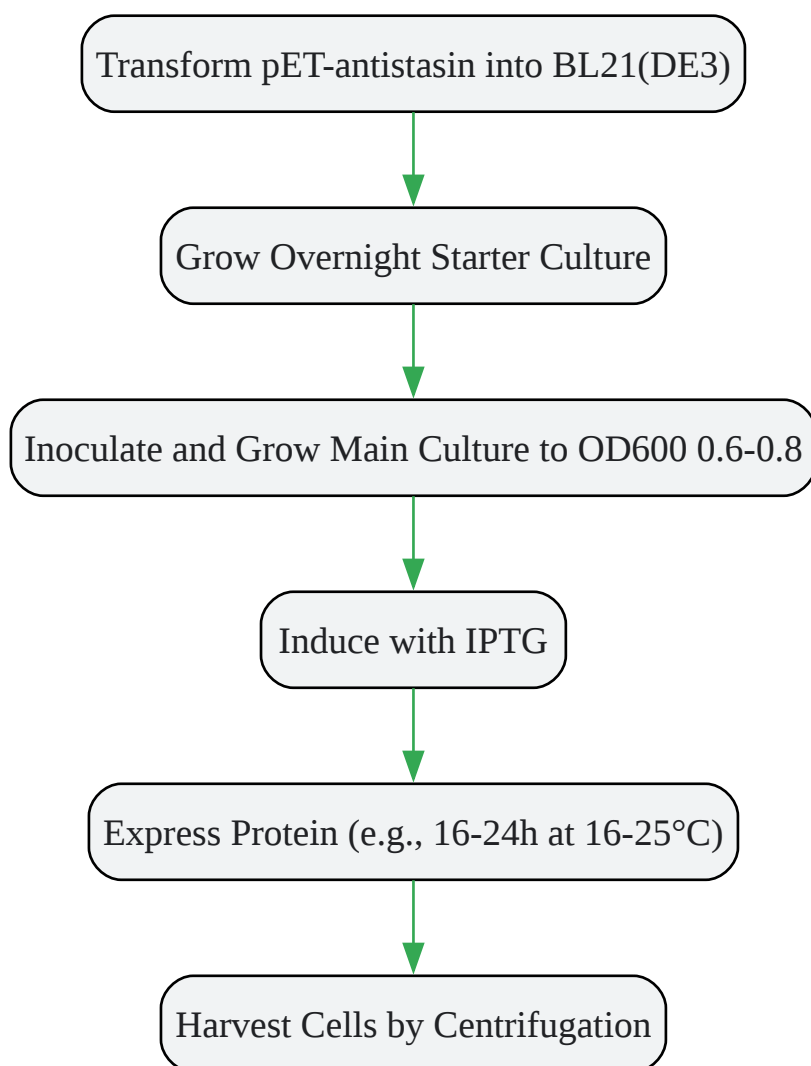 Transform pET-antistasin into BL21(DE3)
Grow Overnight Starter Culture
Inoculate and Grow Main Culture to OD600 0.6-0.8
Induce with IPTG
Express Protein (e.g., 16-24h at 16-25°C)
Harvest Cells by Centrifugation